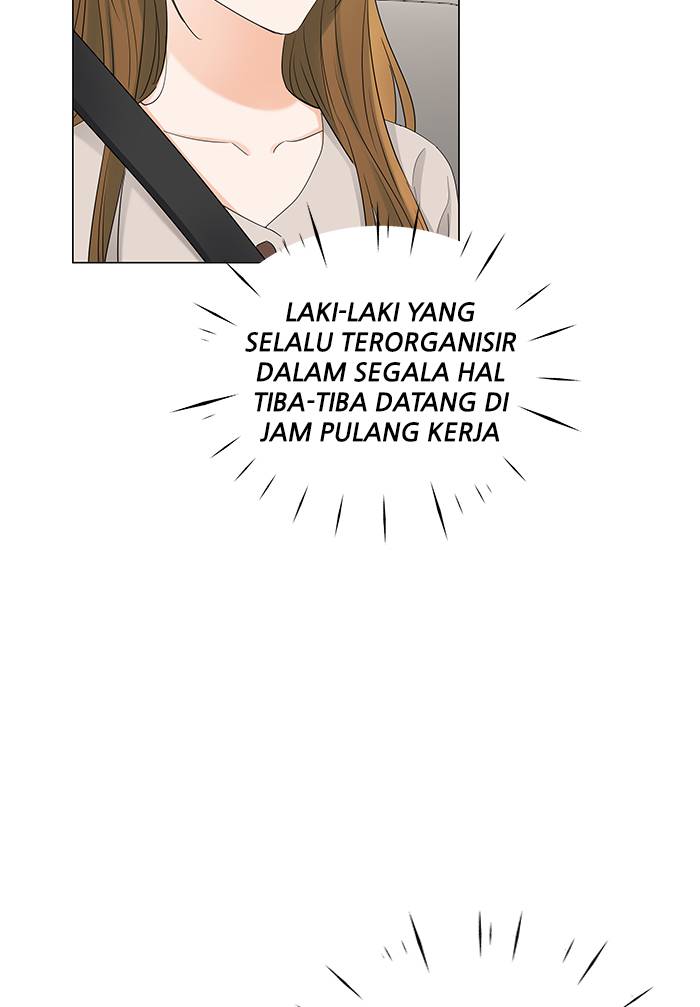 LAKI-LAKI YANG
SELALU TERORGANISIR
DALAM SEGALA HAL
TIBA-TIBA DATANG DI
JAM PULANG KERJA